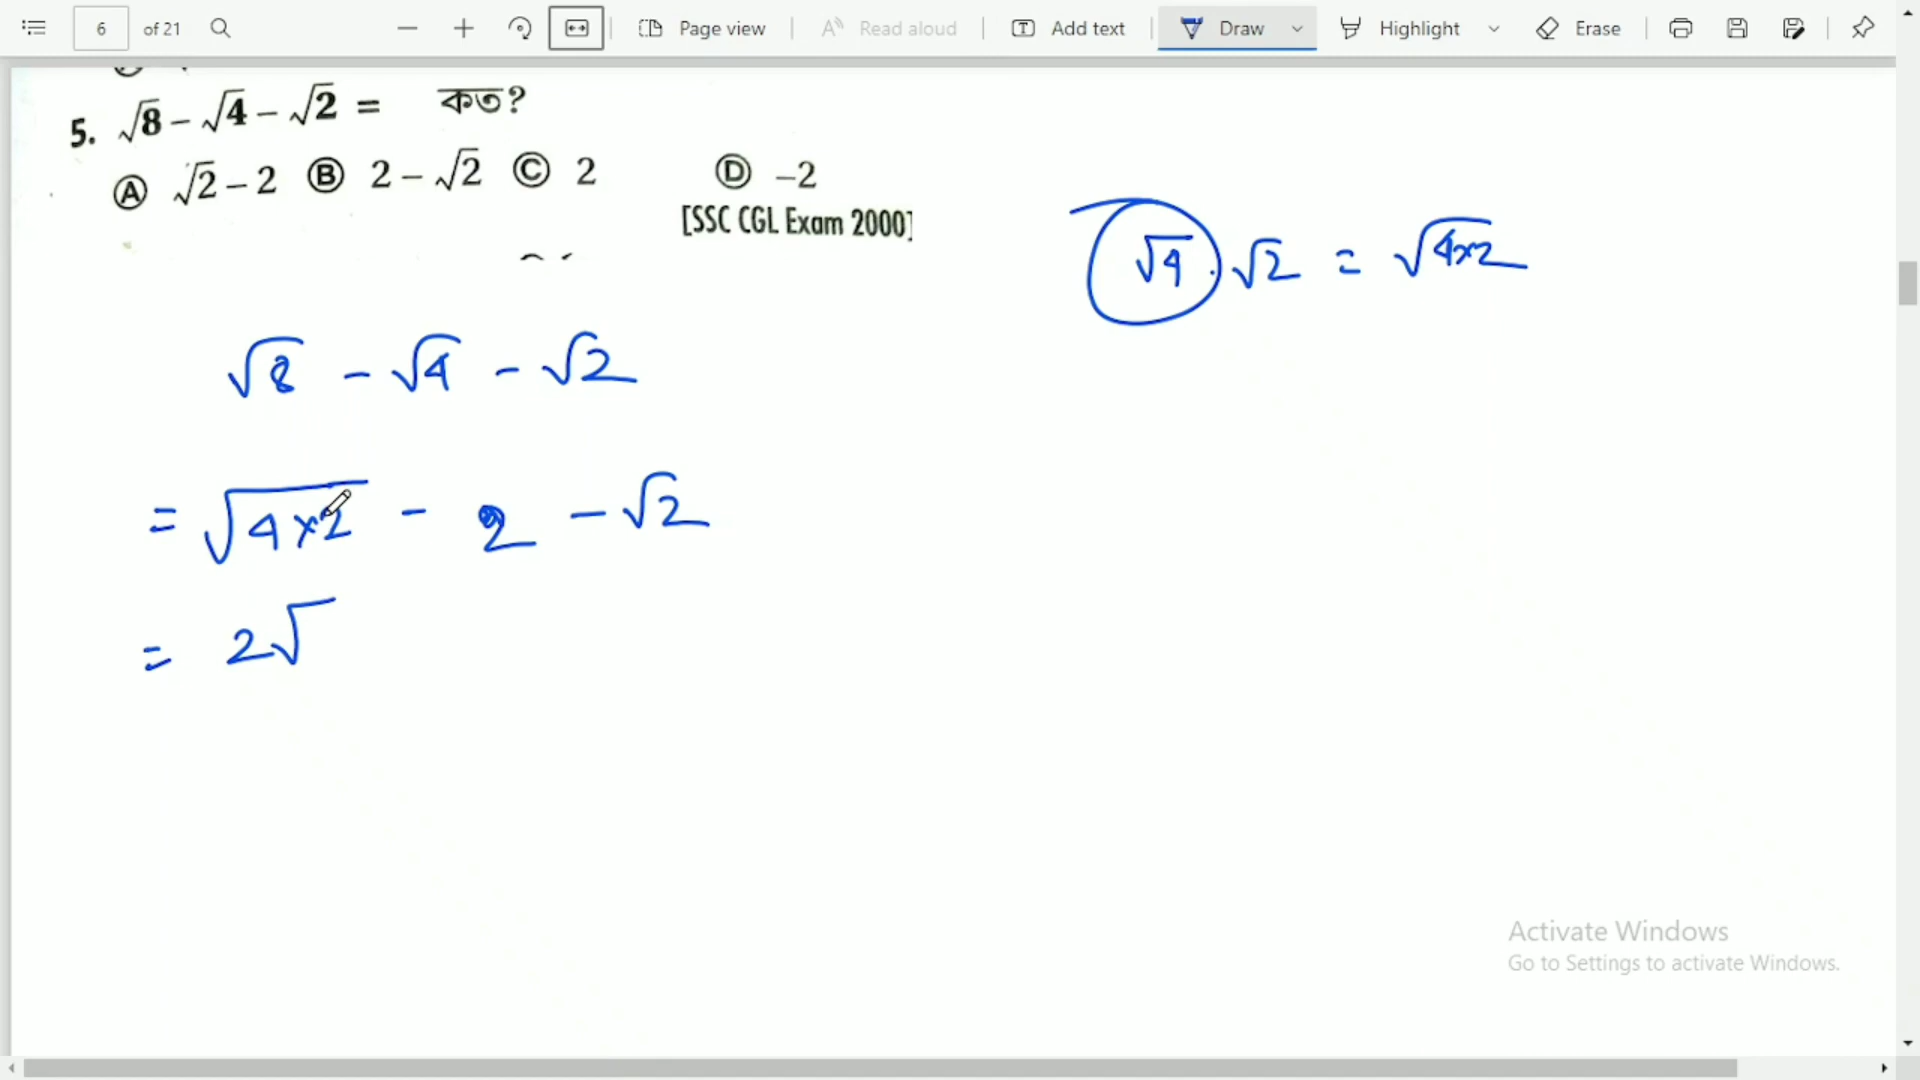 6 of 21 Page view Read aloud Add text Draw Highlight Erase
5. √8 – √4 – √2 = কত?
Ⓐ √2 – 2 Ⓑ 2 – √2 Ⓒ 2 Ⓓ –2
[SSC CGL Exam 2000]
√4 . √2 = √4×2
√8 - √4 - √2
= √4×2 - 2 - √2
= 2√
Activate Windows
Go to Settings to activate Windows.